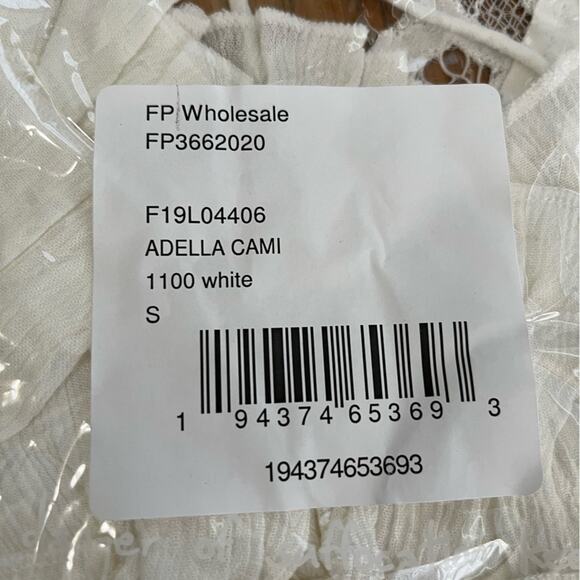 FP Wholesale
FP3662020
F19L04406
ADELLA CAMI
1100 white
S
1 94374 65369 3
194374653693